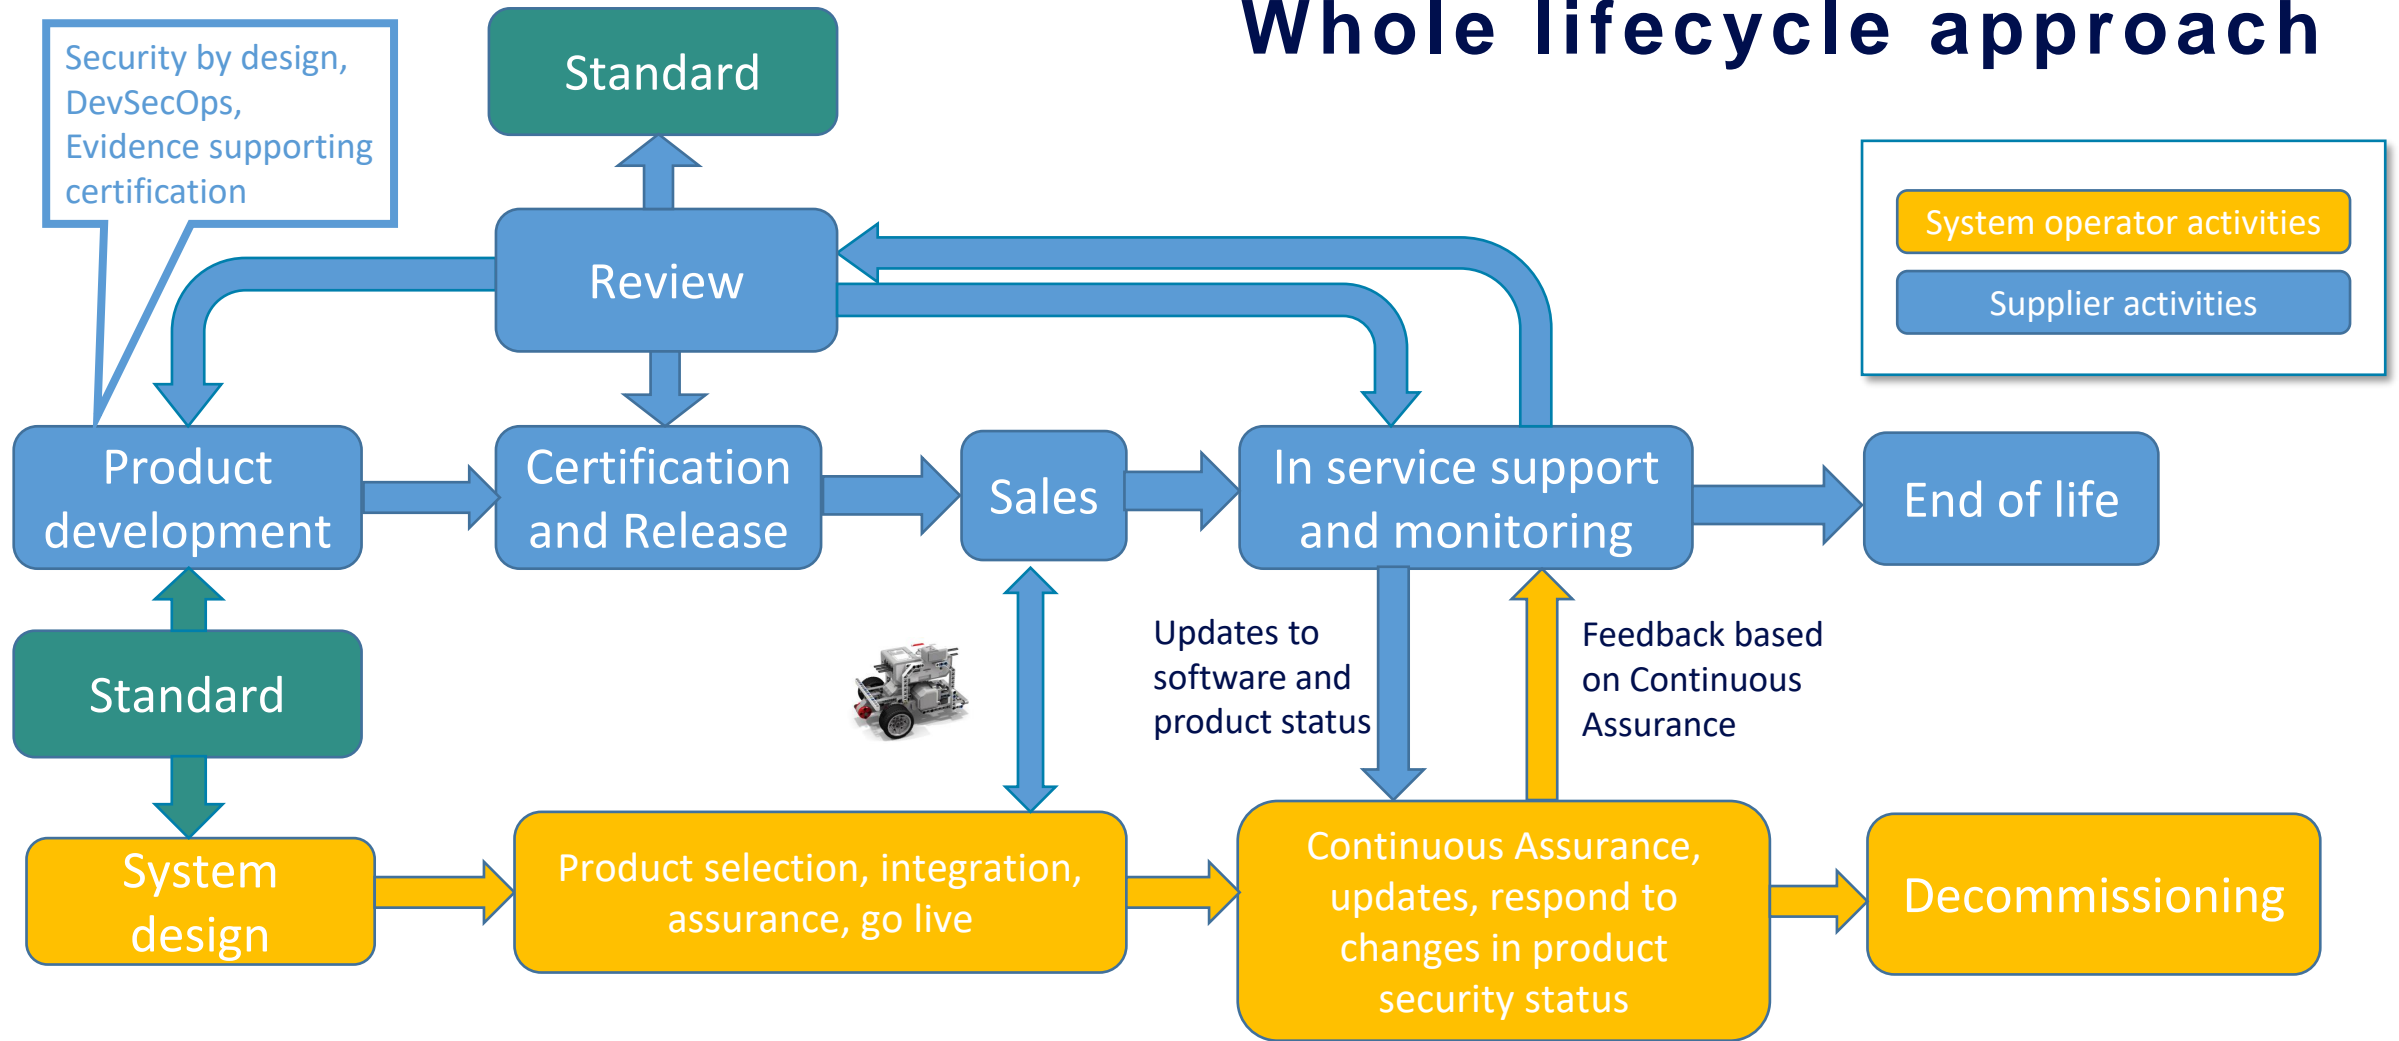 Whole lifecycle approach
Security by design,
DevSecOps,
Evidence supporting
certification
Standard
System operator activities
Supplier activities
Review
Product
development
Certification
and Release
Sales
In service support
and monitoring
End of life
Standard
Updates to
software and
product status
Feedback based
on Continuous
Assurance
System
design
Product selection, integration,
assurance, go live
Continuous Assurance,
updates, respond to
changes in product
security status
Decommissioning